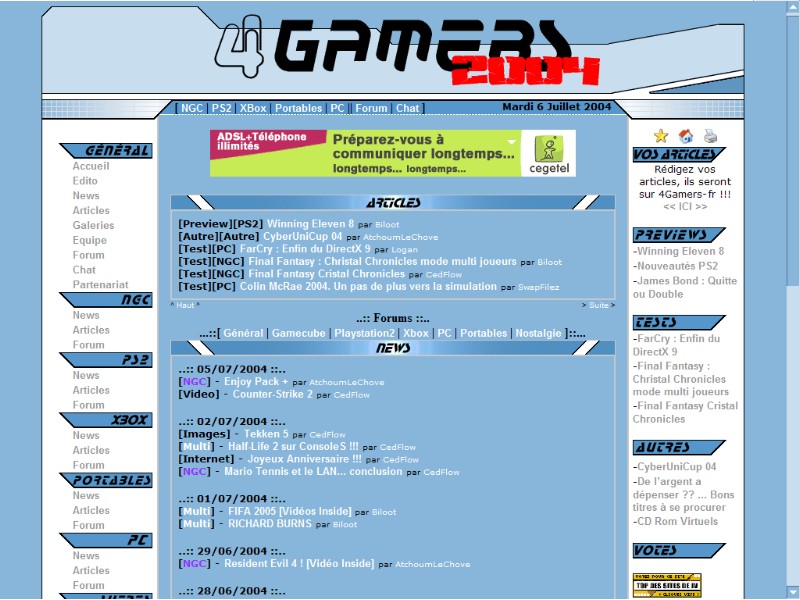 4 GAMERS
2004
[ NGC | PS2 | XBox | Portables | PC | | Forum | Chat ]
Mardi 6 Juillet 2004
GÉNÉRAL
Accueil
Edito
News
Articles
Galeries
Equipe
Forum
Chat
Partenariat
NGC
News
Articles
Forum
PS2
News
Articles
Forum
XBOX
News
Articles
Forum
PORTABLES
News
Articles
Forum
PC
News
Articles
Forum
AUTRES
ADSL+Téléphone
illimités
Préparez-vous à
communiquer longtemps...
longtemps... longtemps...
cegetel
ARTICLES
[Preview][PS2] Winning Eleven 8 par Biloot
[Autre][Autre] CyberUniCup 04 par AtchoumLeChove
[Test][PC] FarCry : Enfin du DirectX 9 par Logan
[Test][NGC] Final Fantasy : Christal Chronicles mode multi joueurs par Biloot
[Test][NGC] Final Fantasy Cristal Chronicles par CedFlow
[Test][PC] Colin McRae 2004. Un pas de plus vers la simulation par SwapFilez
^ Haut ^
> Suite >
..:: Forums ::..
...::[ Général | Gamecube | Playstation2 | Xbox | PC | Portables | Nostalgie ]::...
NEWS
..:: 05/07/2004 ::..
[NGC] - Enjoy Pack + par AtchoumLeChove
[Video] - Counter-Strike 2 par CedFlow
..:: 02/07/2004 ::..
[Images] - Tekken 5 par CedFlow
[Multi] - Half-Life 2 sur ConsoleS !!! par CedFlow
[Internet] - Joyeux Anniversaire !!! par CedFlow
[NGC] - Mario Tennis et le LAN... conclusion par CedFlow
..:: 01/07/2004 ::..
[Multi] - FIFA 2005 [Vidéos Inside] par Biloot
[Multi] - RICHARD BURNS par Biloot
..:: 29/06/2004 ::..
[NGC] - Resident Evil 4 ! [Vidéo Inside] par AtchoumLeChove
..:: 28/06/2004 ::..
VOS ARTICLES
Rédigez vos
articles, ils seront
sur 4Gamers-fr !!!
<< ICI >>
PREVIEWS
-Winning Eleven 8
-Nouveautés PS2
-James Bond : Quitte
ou Double
TESTS
-FarCry : Enfin du
DirectX 9
-Final Fantasy :
Christal Chronicles
mode multi joueurs
-Final Fantasy Cristal
Chronicles
AUTRES
-CyberUniCup 04
-De l'argent a
dépenser ?? ... Bons
titres à se procurer
-CD Rom Virtuels
VOTES
VOTEZ POUR CE SITE
TOP DES SITES DE JV